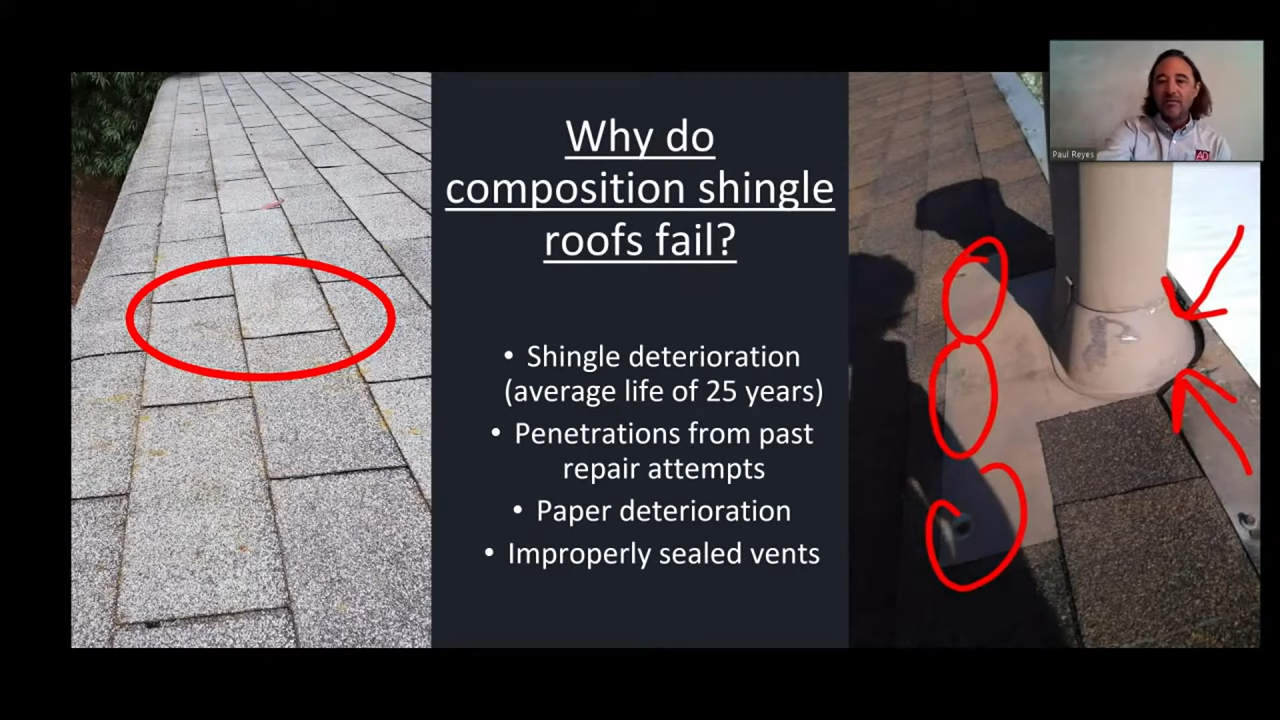 Why do
composition shingle
roofs fail?
• Shingle deterioration
(average life of 25 years)
• Penetrations from past
repair attempts
• Paper deterioration
• Improperly sealed vents
Paul Reyes
AD